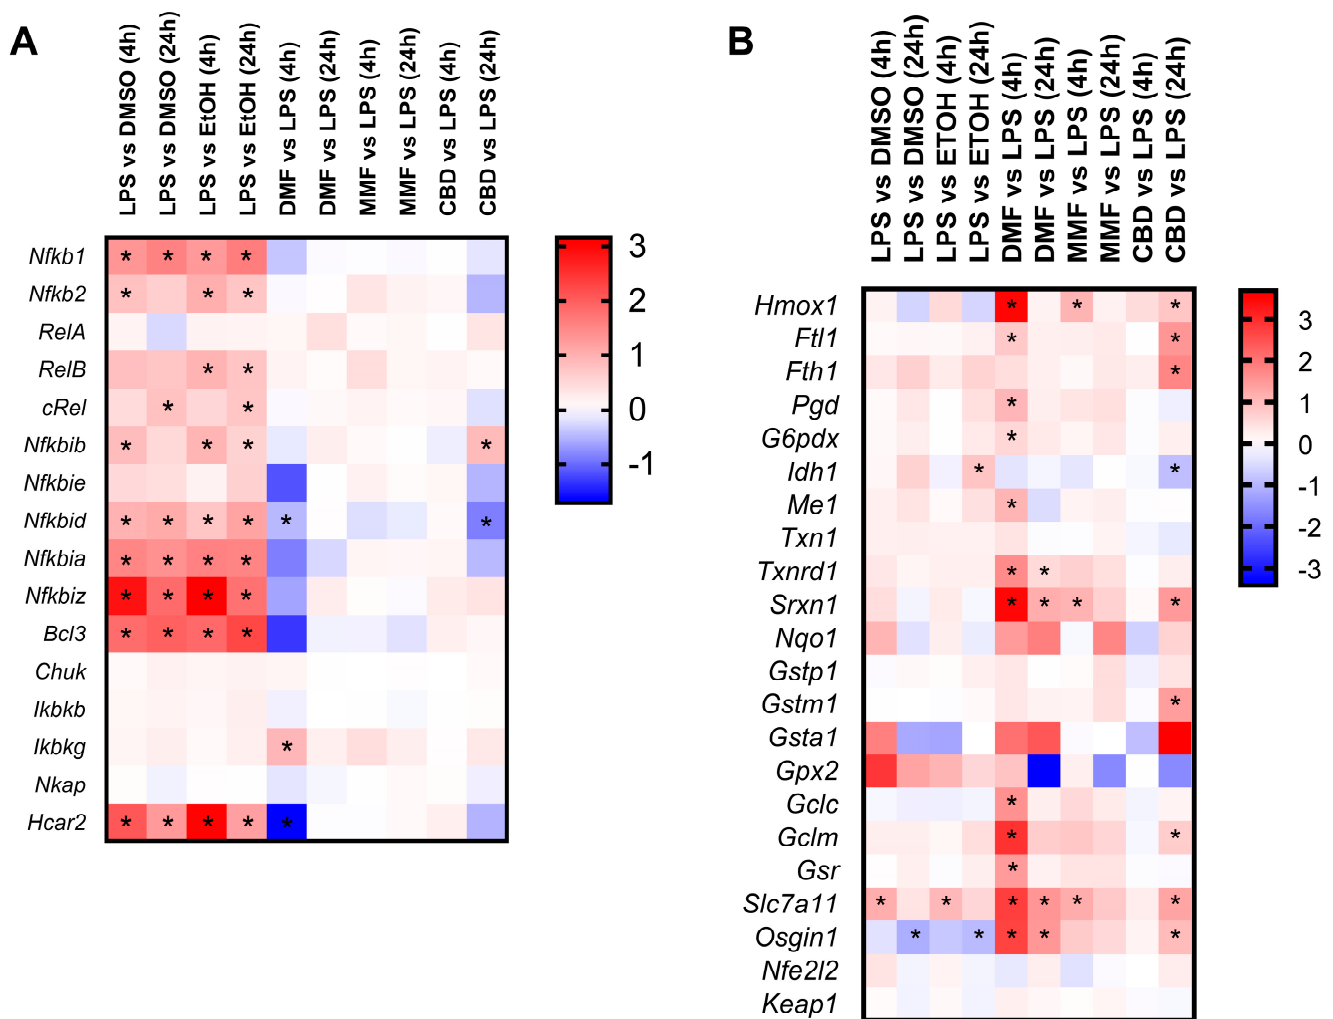 A
LPS vs DMSO (4h)
LPS vs DMSO (24h)
LPS vs EtOH (4h)
LPS vs EtOH (24h)
DMF vs LPS (4h)
DMF vs LPS (24h)
MMF vs LPS (4h)
MMF vs LPS (24h)
CBD vs LPS (4h)
CBD vs LPS (24h)
Nfkb1 * * * *
Nfkb2 * * *
RelA
RelB * *
cRel * *
Nfkbib * * * *
Nfkbie
Nfkbid * * * * * *
Nfkbia * * * *
Nfkbiz * * * *
Bcl3 * * * *
Chuk
Ikbkb
Ikbkg *
Nkap
Hcar2 * * * * *
3
2
1
0
-1
B
LPS vs DMSO (4h)
LPS vs DMSO (24h)
LPS vs ETOH (4h)
LPS vs ETOH (24h)
DMF vs LPS (4h)
DMF vs LPS (24h)
MMF vs LPS (4h)
MMF vs LPS (24h)
CBD vs LPS (4h)
CBD vs LPS (24h)
Hmox1 * * *
Ftl1 * *
Fth1 *
Pgd *
G6pdx *
Idh1 * *
Me1 *
Txn1
Txnrd1 * *
Srxn1 * * * *
Nqo1
Gstp1
Gstm1 *
Gsta1
Gpx2
Gclc *
Gclm * *
Gsr *
Slc7a11 * * * * * *
Osgin1 * * * * *
Nfe2l2
Keap1
3
2
1
0
-1
-2
-3